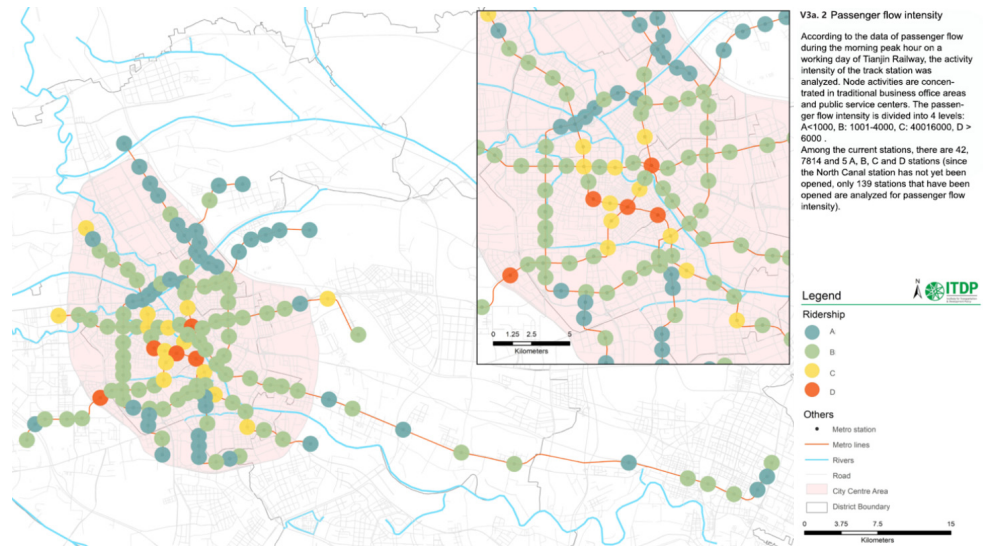 V3a. 2 Passenger flow intensity
According to the data of passenger flow
during the morning peak hour on a
working day of Tianjin Railway, the activity
intensity of the track station was
analyzed. Node activities are concen-
trated in traditional business office areas
and public service centers. The passen-
ger flow intensity is divided into 4 levels:
A<1000, B: 1001-4000, C: 40016000, D >
6000 .
Among the current stations, there are 42,
7814 and 5 A, B, C and D stations (since
the North Canal station has not yet been
opened, only 139 stations that have been
opened are analyzed for passenger flow
intensity).
0 1.25 2.5 5
Kilometers
N
ITDP
Legend
Ridership
A
B
C
D
Others
Metro station
Metro lines
Rivers
Road
City Centre Area
District Boundary
0 3.75 7.5 15
Kilometers